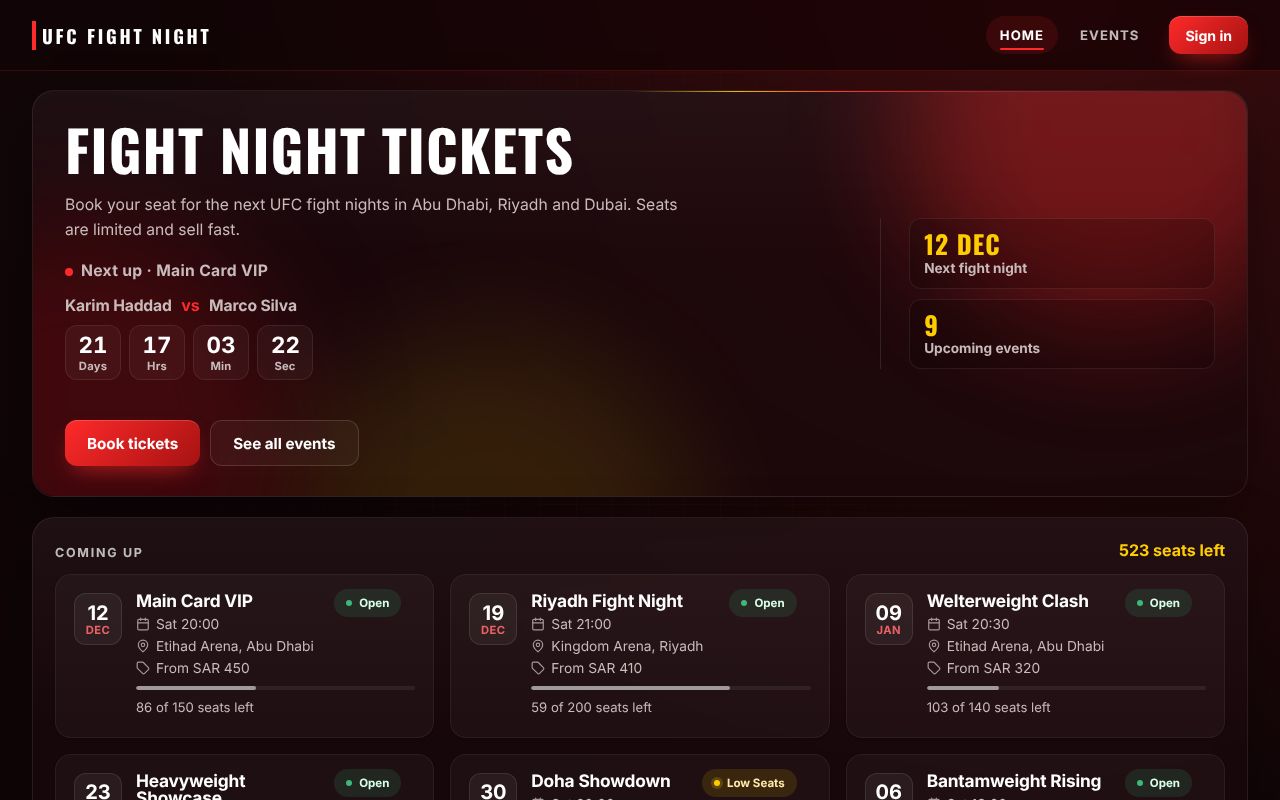 UFC FIGHT NIGHT
HOME
EVENTS
Sign in
FIGHT NIGHT TICKETS
Book your seat for the next UFC fight nights in Abu Dhabi, Riyadh and Dubai. Seats
are limited and sell fast.
Next up · Main Card VIP
Karim Haddad vs Marco Silva
21 17 03 22
Days Hrs Min Sec
Book tickets
See all events
12 DEC
Next fight night
9
Upcoming events
COMING UP
523 seats left
12
DEC
Main Card VIP
Open
Sat 20:00
Etihad Arena, Abu Dhabi
From SAR 450
86 of 150 seats left
19
DEC
Riyadh Fight Night
Open
Sat 21:00
Kingdom Arena, Riyadh
From SAR 410
59 of 200 seats left
09
JAN
Welterweight Clash
Open
Sat 20:30
Etihad Arena, Abu Dhabi
From SAR 320
103 of 140 seats left
23
Heavyweight
Showcase
Open
30
Doha Showdown
Low Seats
06
Bantamweight Rising
Open